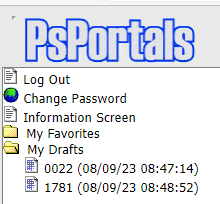 PsPortals
Log Out
Change Password
Information Screen
My Favorites
My Drafts
0022 (08/09/23 08:47:14)
1781 (08/09/23 08:48:52)